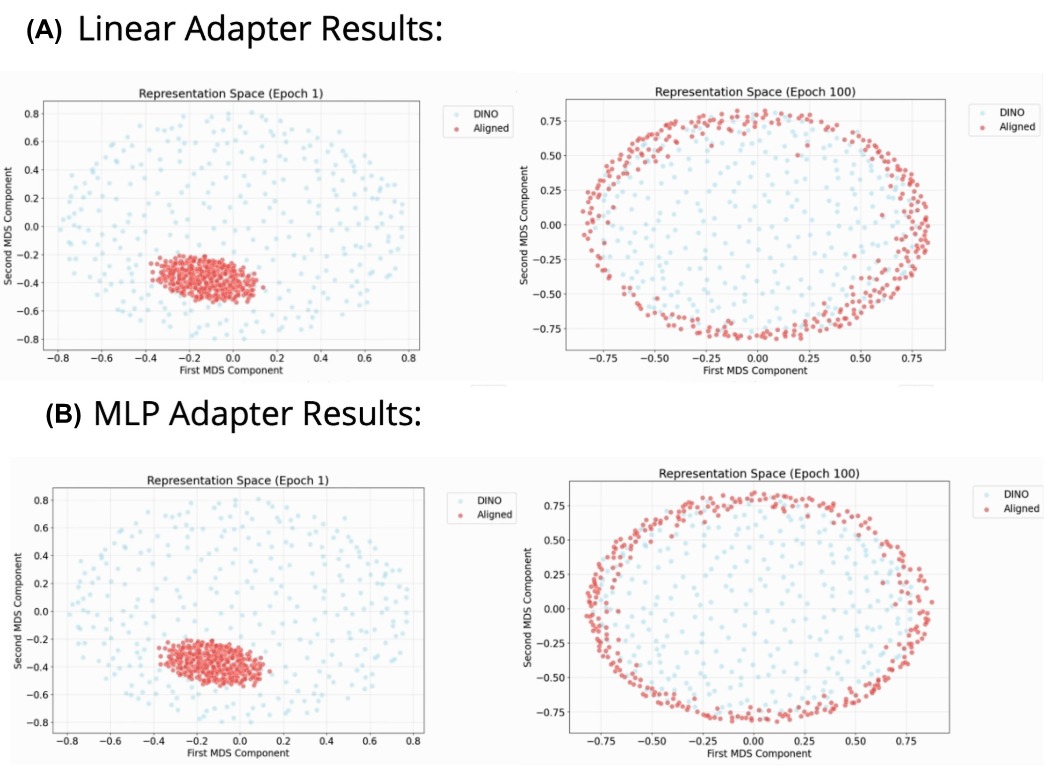 (A) Linear Adapter Results:
Representation Space (Epoch 1)
DINO
Aligned
Second MDS Component
0.8
0.6
0.4
0.2
0.0
−0.2
−0.4
−0.6
−0.8
−0.8 −0.6 −0.4 −0.2 0.0 0.2 0.4 0.6 0.8
First MDS Component
Representation Space (Epoch 100)
DINO
Aligned
Second MDS Component
0.75
0.50
0.25
0.00
−0.25
−0.50
−0.75
−0.75 −0.50 −0.25 0.00 0.25 0.50 0.75
First MDS Component
(B) MLP Adapter Results:
Representation Space (Epoch 1)
DINO
Aligned
Second MDS Component
0.8
0.6
0.4
0.2
0.0
−0.2
−0.4
−0.6
−0.8
−0.8 −0.6 −0.4 −0.2 0.0 0.2 0.4 0.6 0.8
First MDS Component
Representation Space (Epoch 100)
DINO
Aligned
Second MDS Component
0.75
0.50
0.25
0.00
−0.25
−0.50
−0.75
−0.75 −0.50 −0.25 0.00 0.25 0.50 0.75
First MDS Component